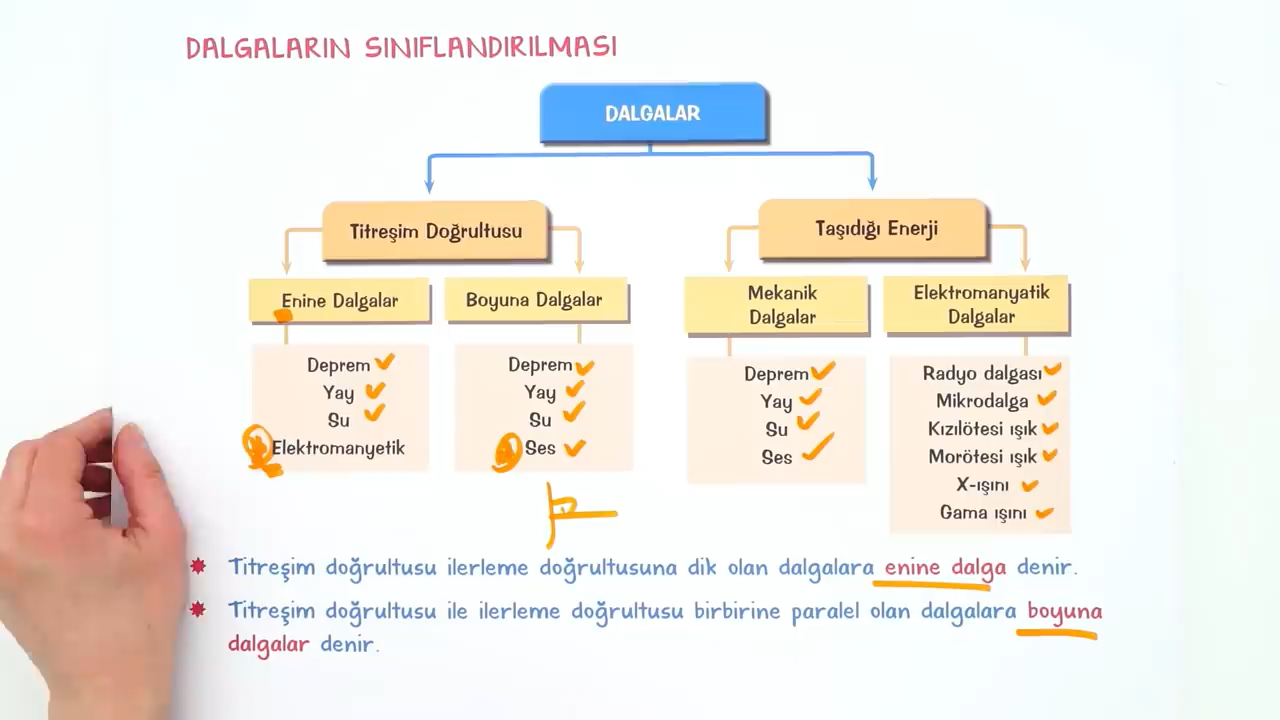 DALGALARIN SINIFLANDIRILMASI
DALGALAR
Titreşim Doğrultusu
Taşıdığı Enerji
Enine Dalgalar
Boyuna Dalgalar
Mekanik
Dalgalar
Elektromanyatik
Dalgalar
Deprem
Yay
Su
Elektromanyetik
Deprem
Yay
Su
Ses
Deprem
Yay
Su
Ses
Radyo dalgası
Mikrodalga
Kızılötesi ışık
Morötesi ışık
X-ışını
Gama ışını
Titreşim doğrultusu ilerleme doğrultusuna dik olan dalgalara enine dalga denir.
Titreşim doğrultusu ile ilerleme doğrultusu birbirine paralel olan dalgalara boyuna
dalgalar denir.